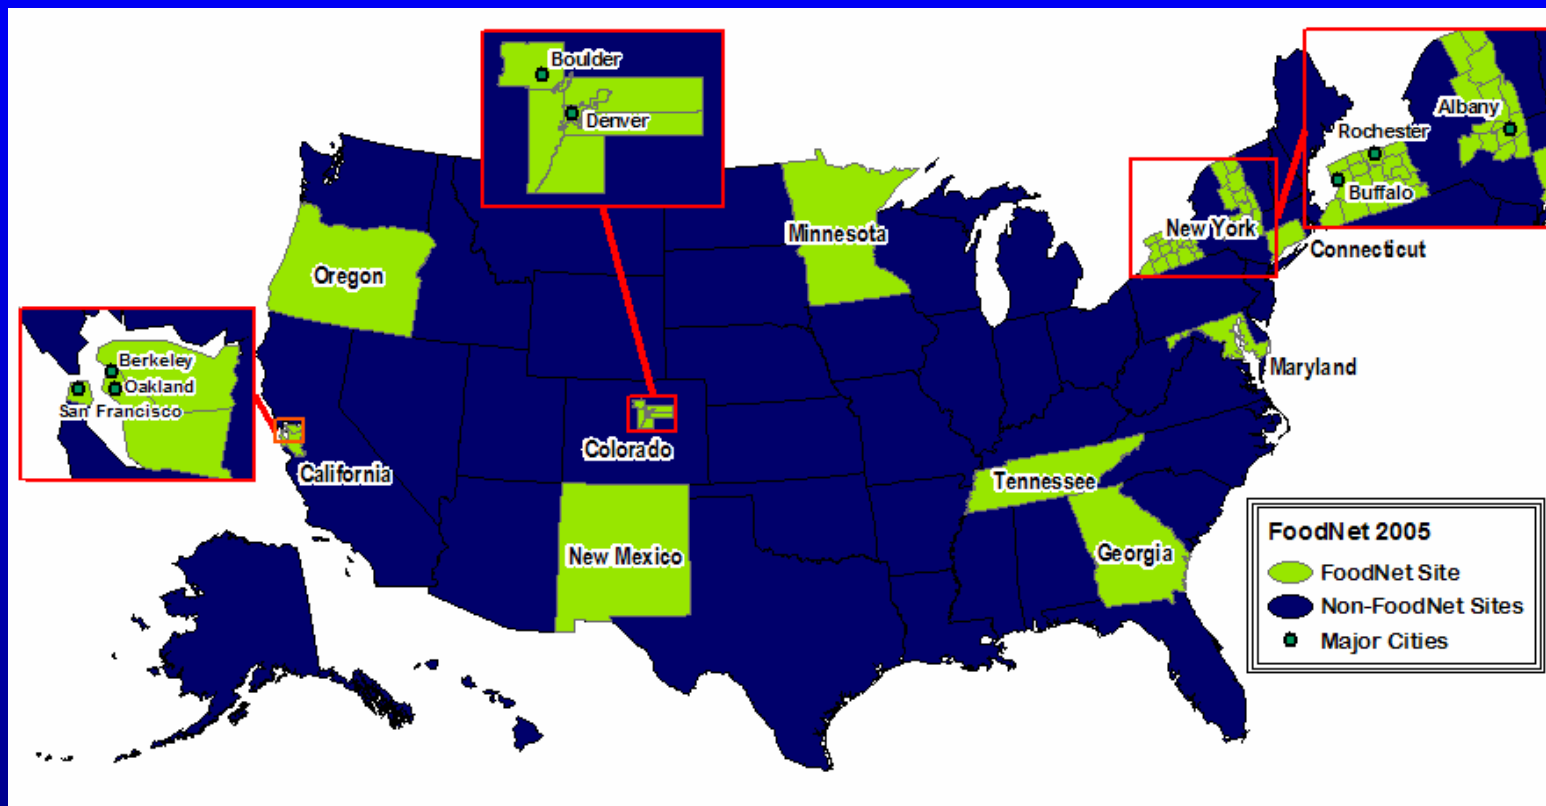 Boulder
Denver
Albany
Rochester
Buffalo
New York
Connecticut
Minnesota
Oregon
Berkeley
Oakland
San Francisco
Maryland
Colorado
California
Tennessee
New Mexico
Georgia
FoodNet 2005
FoodNet Site
Non-FoodNet Sites
Major Cities